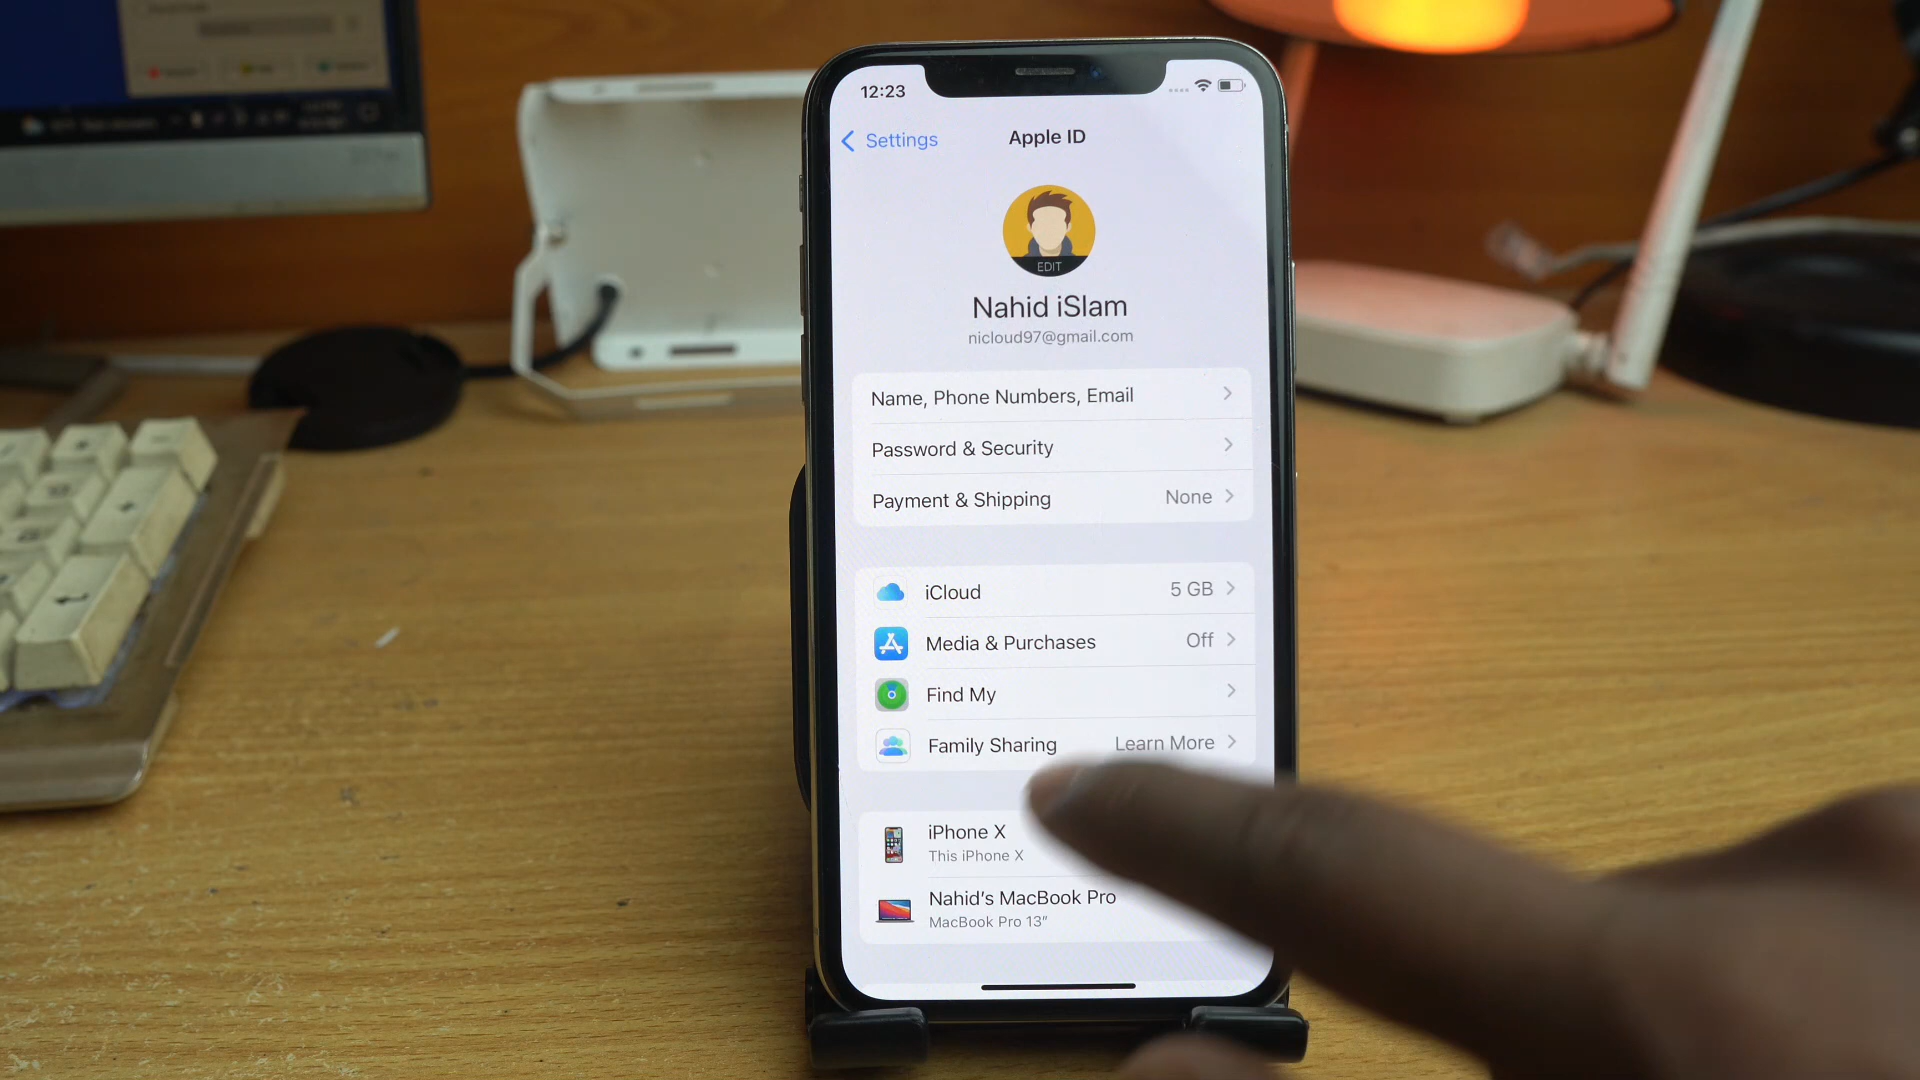 12:23
Settings
Apple ID
EDIT
Nahid iSlam
nicloud97@gmail.com
Name, Phone Numbers, Email
Password & Security
Payment & Shipping None
iCloud 5 GB
Media & Purchases Off
Find My
Family Sharing Learn More
iPhone X
This iPhone X
Nahid's MacBook Pro
MacBook Pro 13"